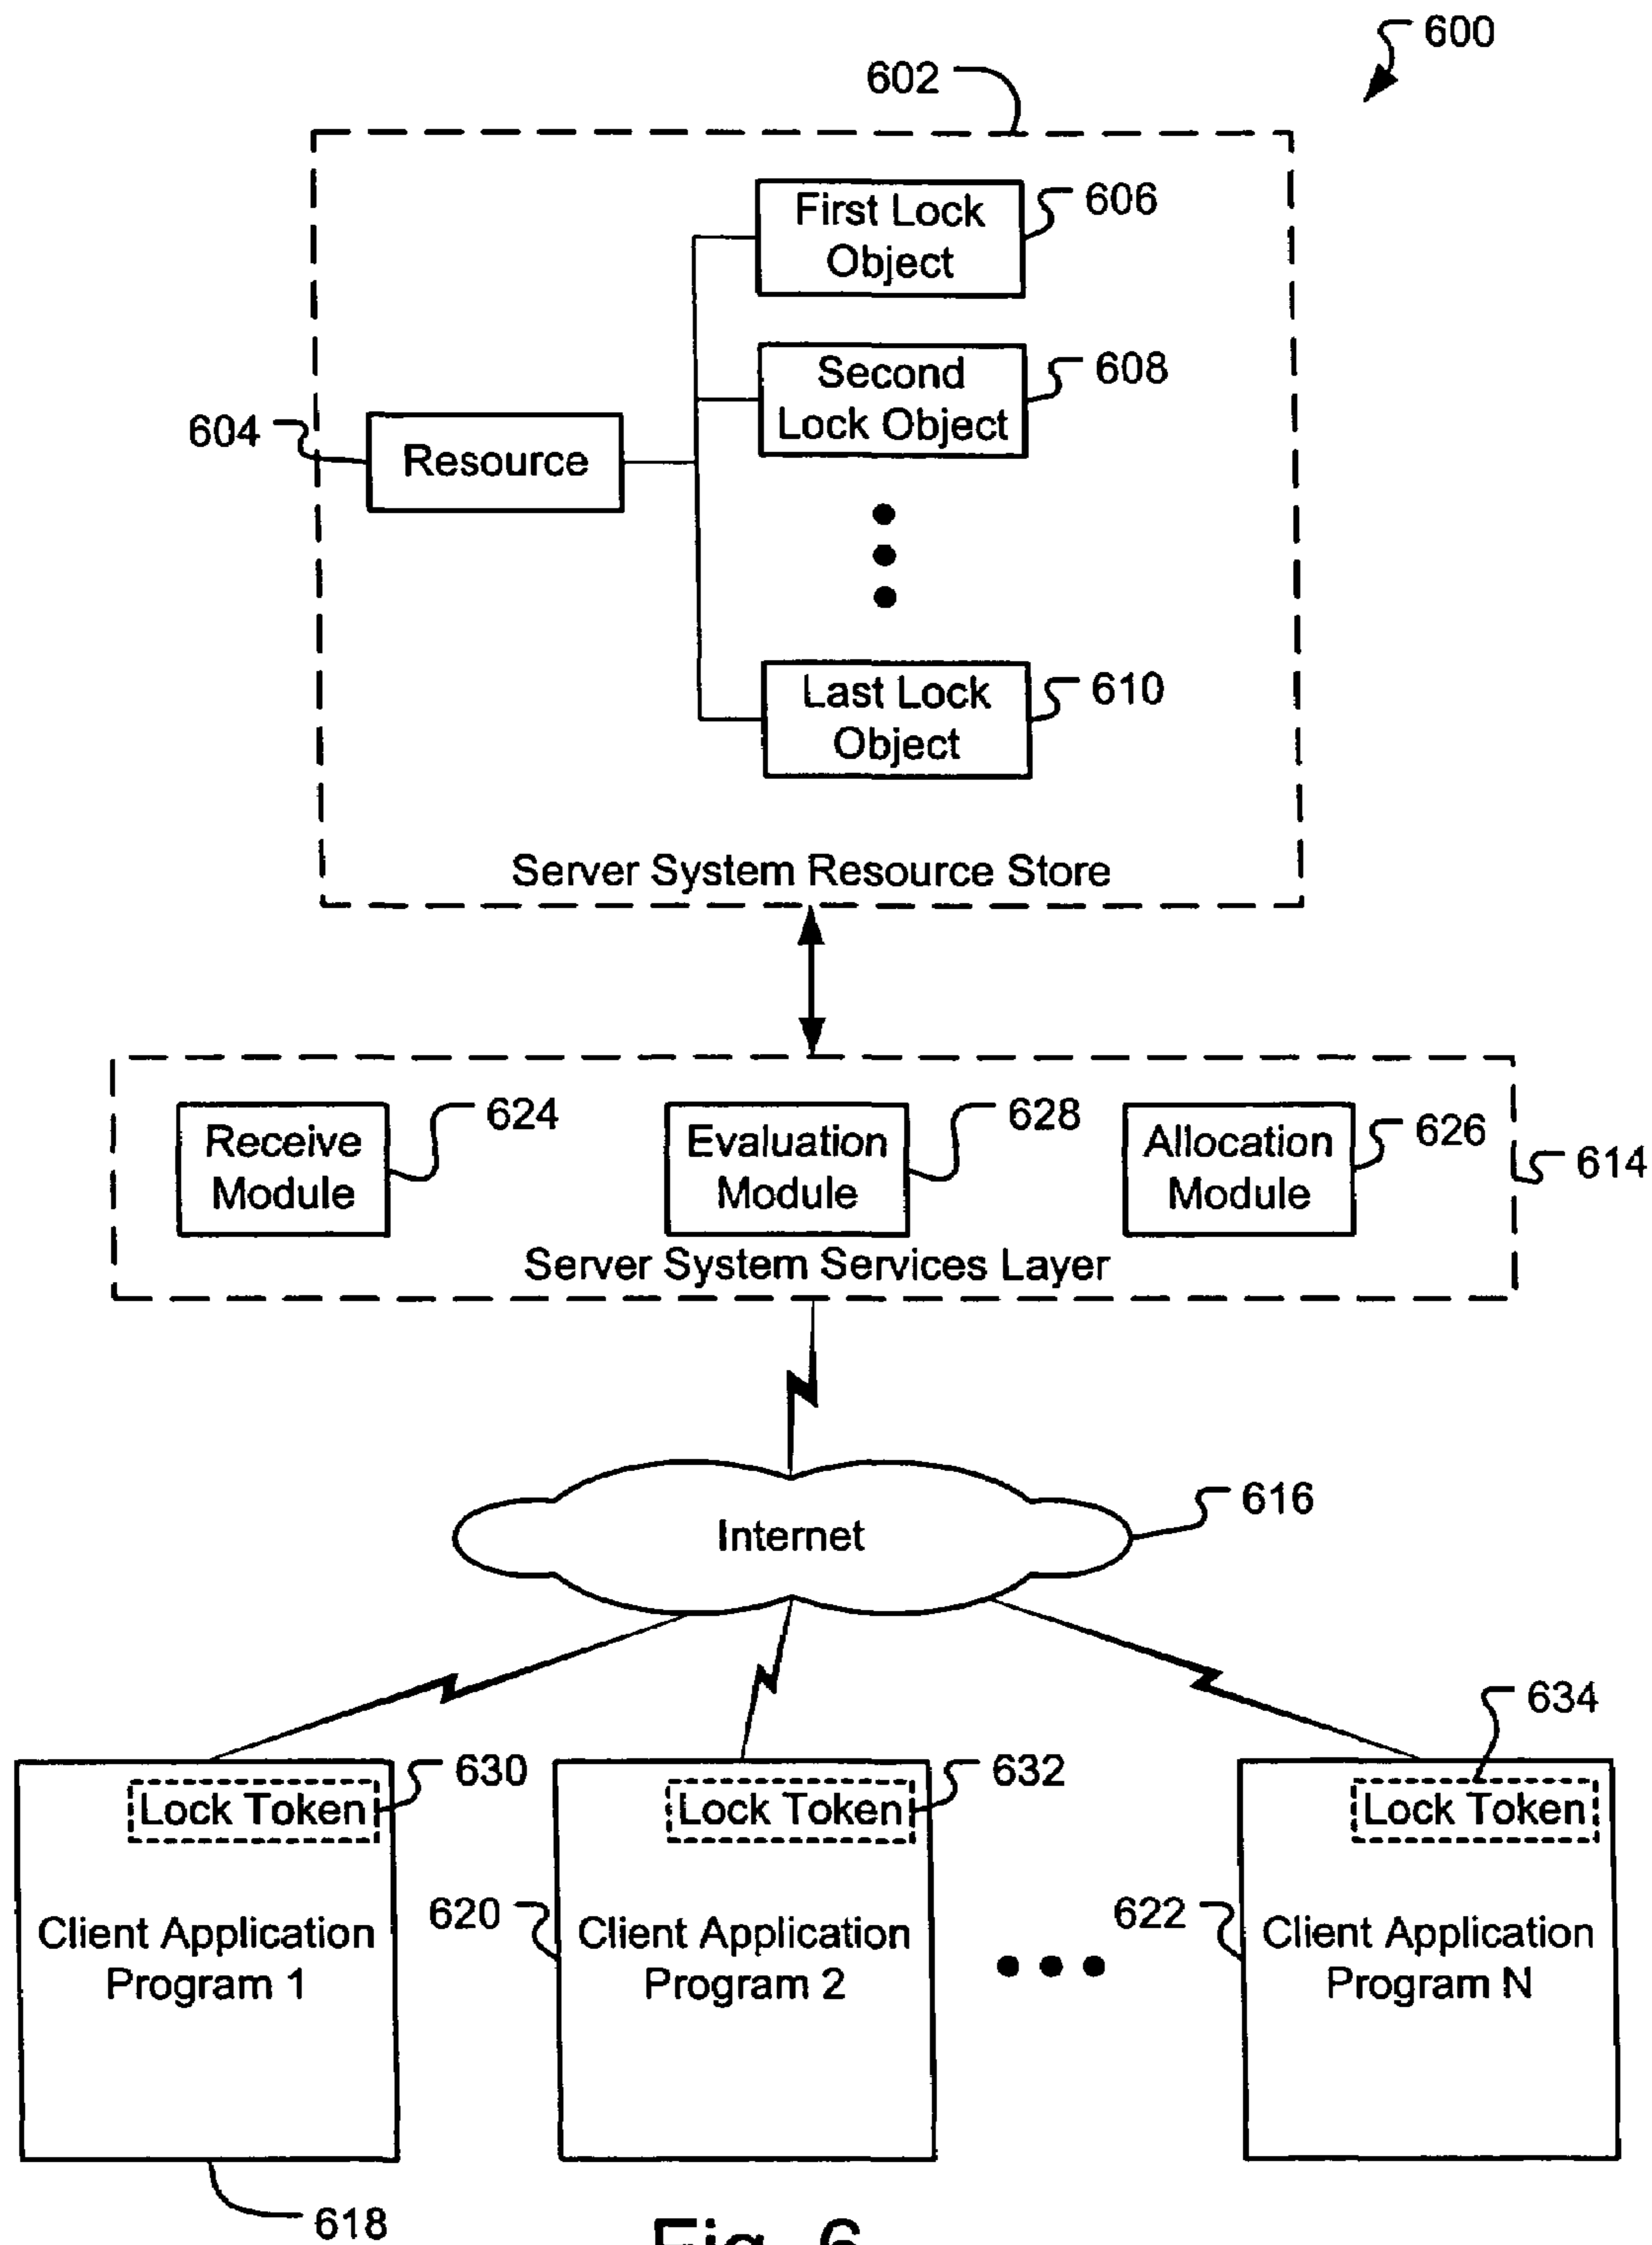 600
602
First Lock
Object
606
Second
Lock Object
608
604
Resource
Last Lock
Object
610
Server System Resource Store
Receive
Module
624
Evaluation
Module
628
Allocation
Module
626
614
Server System Services Layer
Internet
616
634
Lock Token
630
Lock Token
632
Lock Token
Client Application
Program 1
620
Client Application
Program 2
622
Client Application
Program N
618
Fig. 6